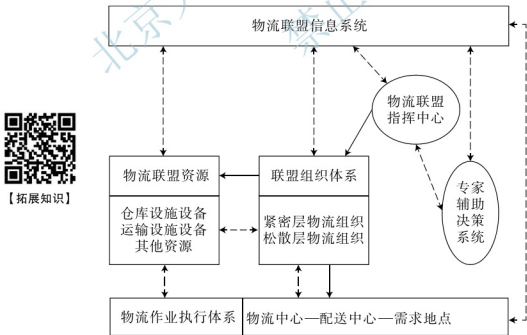 物流联盟信息系统
物流联盟
指挥中心
【拓展知识】
物流联盟资源
联盟组织体系
专家
辅助
决策
系统
仓库设施设备
运输设施设备
其他资源
紧密层物流组织
松散层物流组织
物流作业执行体系
物流中心—配送中心—需求地点
北京
禁止